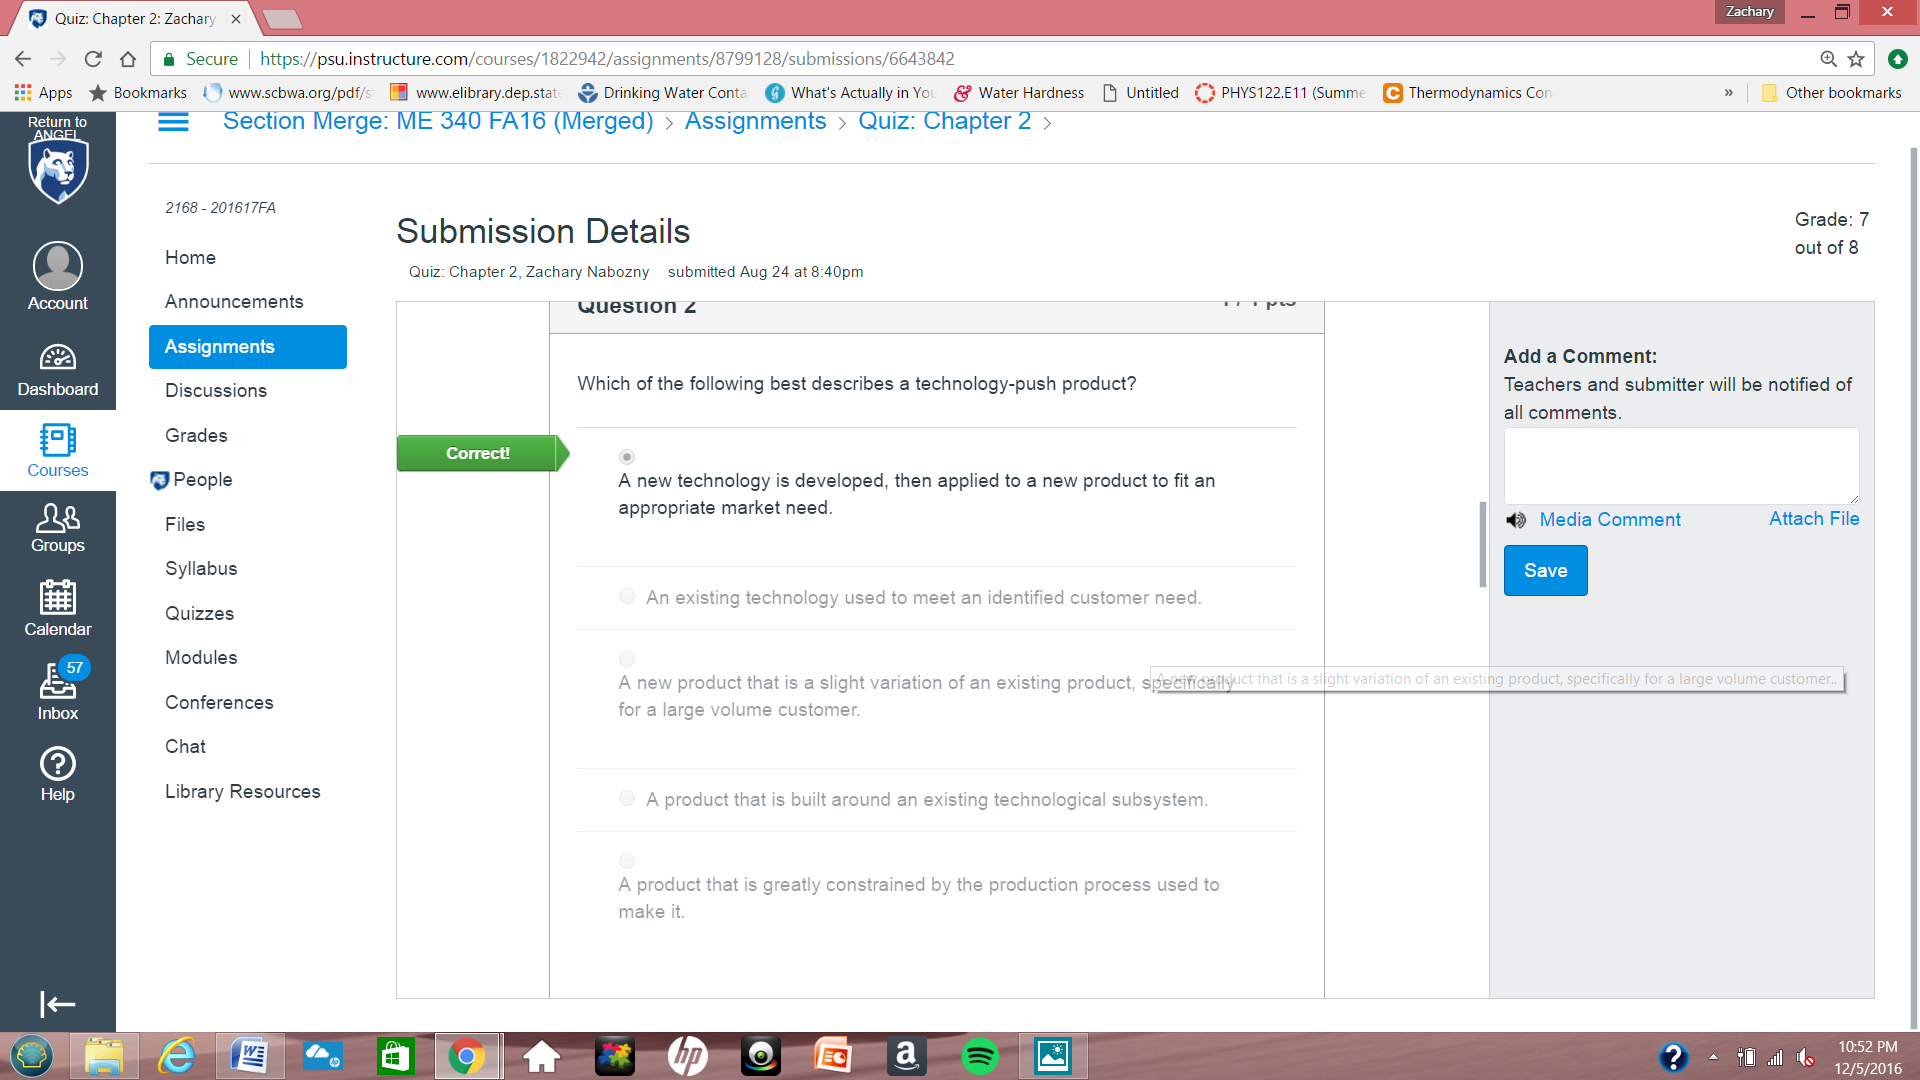 Quiz: Chapter 2: Zachary
Zachary
Secure
https://psu.instructure.com/courses/1822942/assignments/8799128/submissions/6643842
Apps
Bookmarks
www.scbwa.org/pdf/s
www.elibrary.dep.state
Drinking Water Conta
What's Actually in You
Water Hardness
Untitled
PHYS122.E11 (Summe
Thermodynamics Con
»
Other bookmarks
Return to
ANGEL
Section Merge: ME 340 FA16 (Merged) > Assignments > Quiz: Chapter 2 >
Account
Dashboard
Courses
Groups
Calendar
57
Inbox
Help
2168 - 201617FA
Home
Announcements
Assignments
Discussions
Grades
People
Files
Syllabus
Quizzes
Modules
Conferences
Chat
Library Resources
Submission Details
Quiz: Chapter 2, Zachary Nabozny submitted Aug 24 at 8:40pm
Grade: 7
out of 8
Question 2
1 / 1 pts
Which of the following best describes a technology-push product?
Correct!
A new technology is developed, then applied to a new product to fit an
appropriate market need.
An existing technology used to meet an identified customer need.
A new product that is a slight variation of an existing product, specifically
for a large volume customer.
A new product that is a slight variation of an existing product, specifically for a large volume customer..
A product that is built around an existing technological subsystem.
A product that is greatly constrained by the production process used to
make it.
Add a Comment:
Teachers and submitter will be notified of
all comments.
Media Comment
Attach File
Save
10:52 PM
12/5/2016